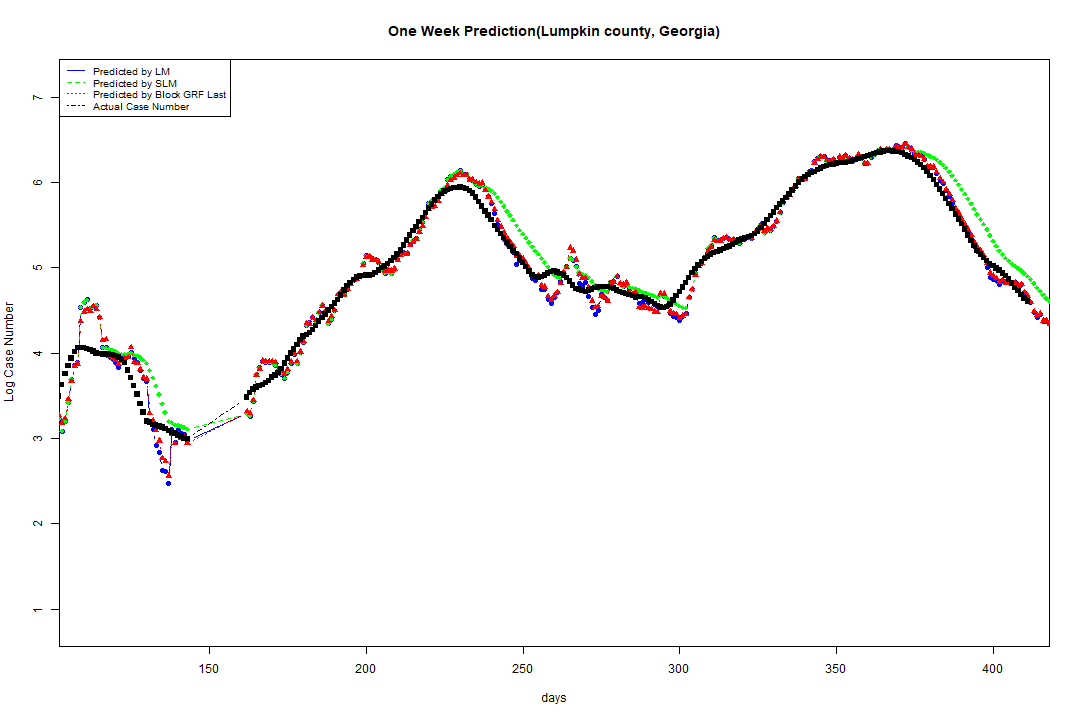 One Week Prediction(Lumpkin county, Georgia)
Predicted by LM
Predicted by SLM
Predicted by Block GRF Last
Actual Case Number
Log Case Number
7
6
5
4
3
2
1
150 200 250 300 350 400
days